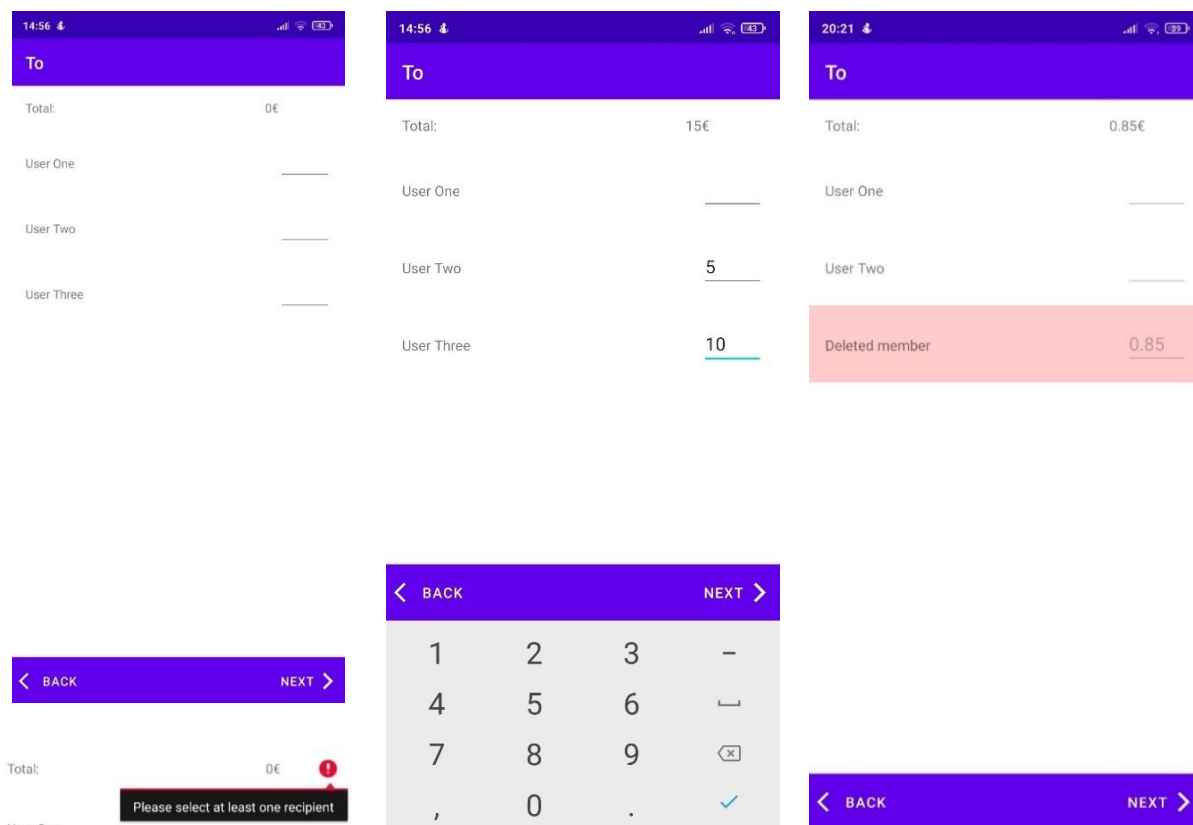 14:56
43
To
Total: 0€
User One
User Two
User Three
BACK NEXT
Total: 0€
Please select at least one recipient
14:56
43
To
Total: 15€
User One
User Two 5
User Three 10
BACK NEXT
1 2 3 -
4 5 6
7 8 9
, 0 .
20:21
39
To
Total: 0.85€
User One
User Two
Deleted member 0.85
BACK NEXT